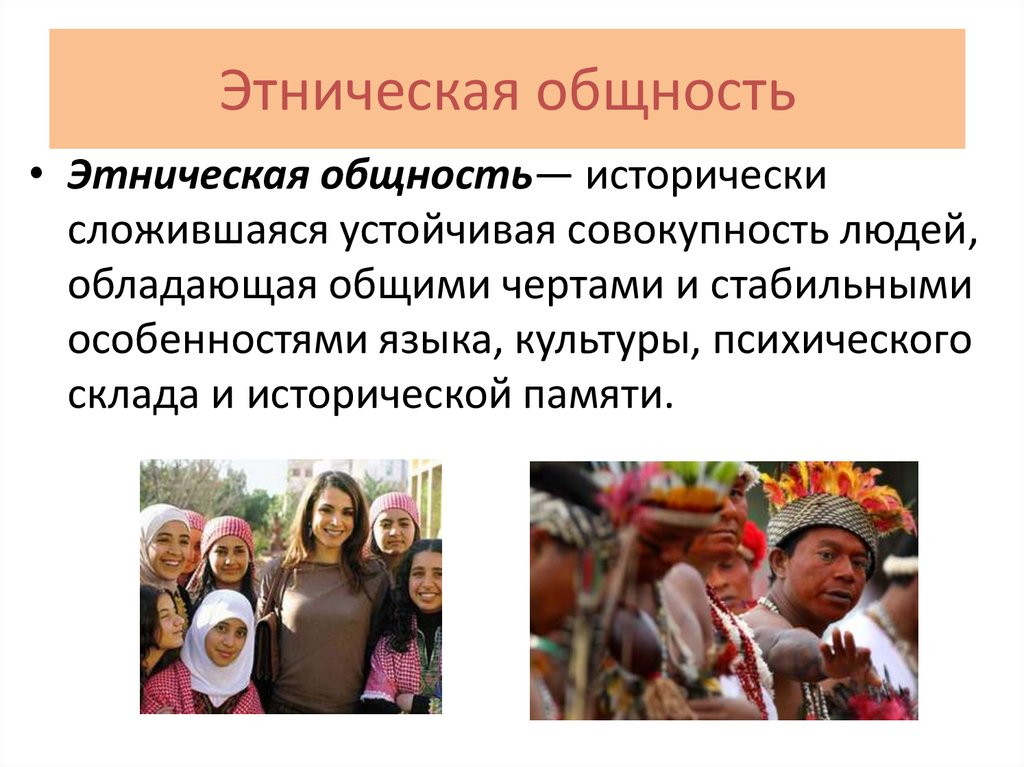 Этническая общность
• Этническая общность— исторически
сложившаяся устойчивая совокупность людей,
обладающая общими чертами и стабильными
особенностями языка, культуры, психического
склада и исторической памяти.